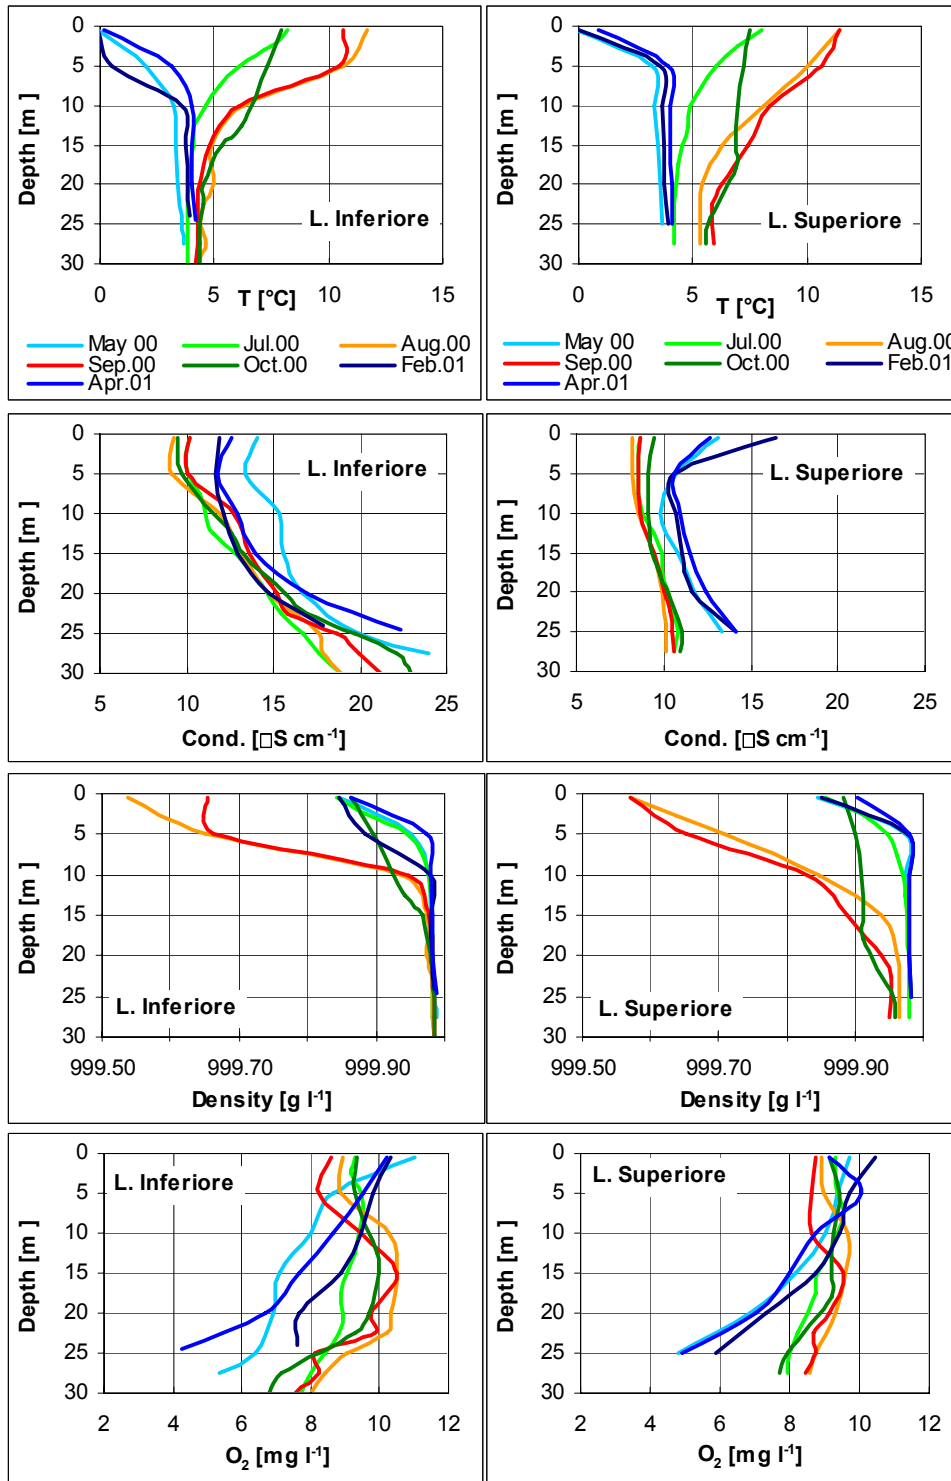 0
5
10
15
20
25
30
Depth [m]
L. Inferiore
0 5 10 15
T [°C]
0
5
10
15
20
25
30
Depth [m]
L. Superiore
0 5 10 15
T [°C]
May 00 Jul.00 Aug.00
Sep.00 Oct.00 Feb.01
Apr.01
May 00 Jul.00 Aug.00
Sep.00 Oct.00 Feb.01
Apr.01
0
5
10
15
20
25
30
Depth [m ]
L. Inferiore
5 10 15 20 25
Cond. [□S cm-1]
0
5
10
15
20
25
30
Depth [m ]
L. Superiore
5 10 15 20 25
Cond. [□S cm-1]
0
5
10
15
20
25
30
Depth [m]
L. Inferiore
999.50 999.70 999.90
Density [g l-1]
0
5
10
15
20
25
30
Depth [m]
L. Superiore
999.50 999.70 999.90
Density [g l-1]
0
5
10
15
20
25
30
Depth [m]
L. Inferiore
2 4 6 8 10 12
O2 [mg l-1]
0
5
10
15
20
25
30
Depth [m]
L. Superiore
2 4 6 8 10 12
O2 [mg l-1]